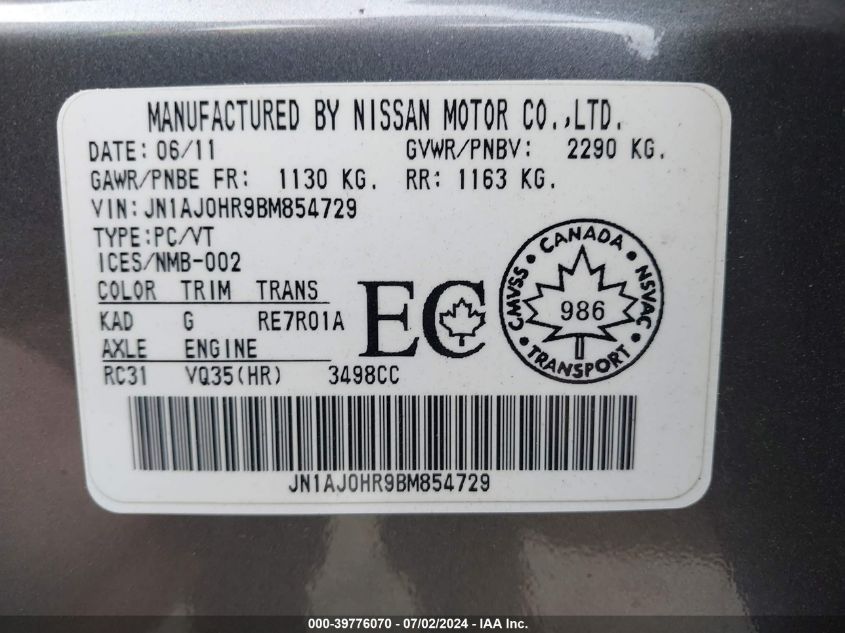 MANUFACTURED BY NISSAN MOTOR CO.,LTD.
DATE: 06/11 GVWR/PNBV: 2290 KG.
GAWR/PNBE FR: 1130 KG. RR: 1163 KG.
VIN: JN1AJ0HR9BM854729
TYPE:PC/VT
ICES/NMB-002
COLOR TRIM TRANS
KAD G RE7R01A
AXLE ENGINE
RC31 VQ35(HR) 3498CC
EC
CANADA
CMVSS 986 NSVAC
TRANSPORT
JN1AJ0HR9BM854729
000-39776070 / 07/02/2024 - IAA Inc.